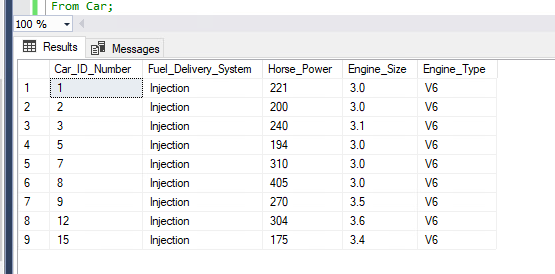 From Car;
100 %
Results Messages
Car_ID_Number Fuel_Delivery_System Horse_Power Engine_Size Engine_Type
1 1 Injection 221 3.0 V6
2 2 Injection 200 3.0 V6
3 3 Injection 240 3.1 V6
4 5 Injection 194 3.0 V6
5 7 Injection 310 3.0 V6
6 8 Injection 405 3.0 V6
7 9 Injection 270 3.5 V6
8 12 Injection 304 3.6 V6
9 15 Injection 175 3.4 V6